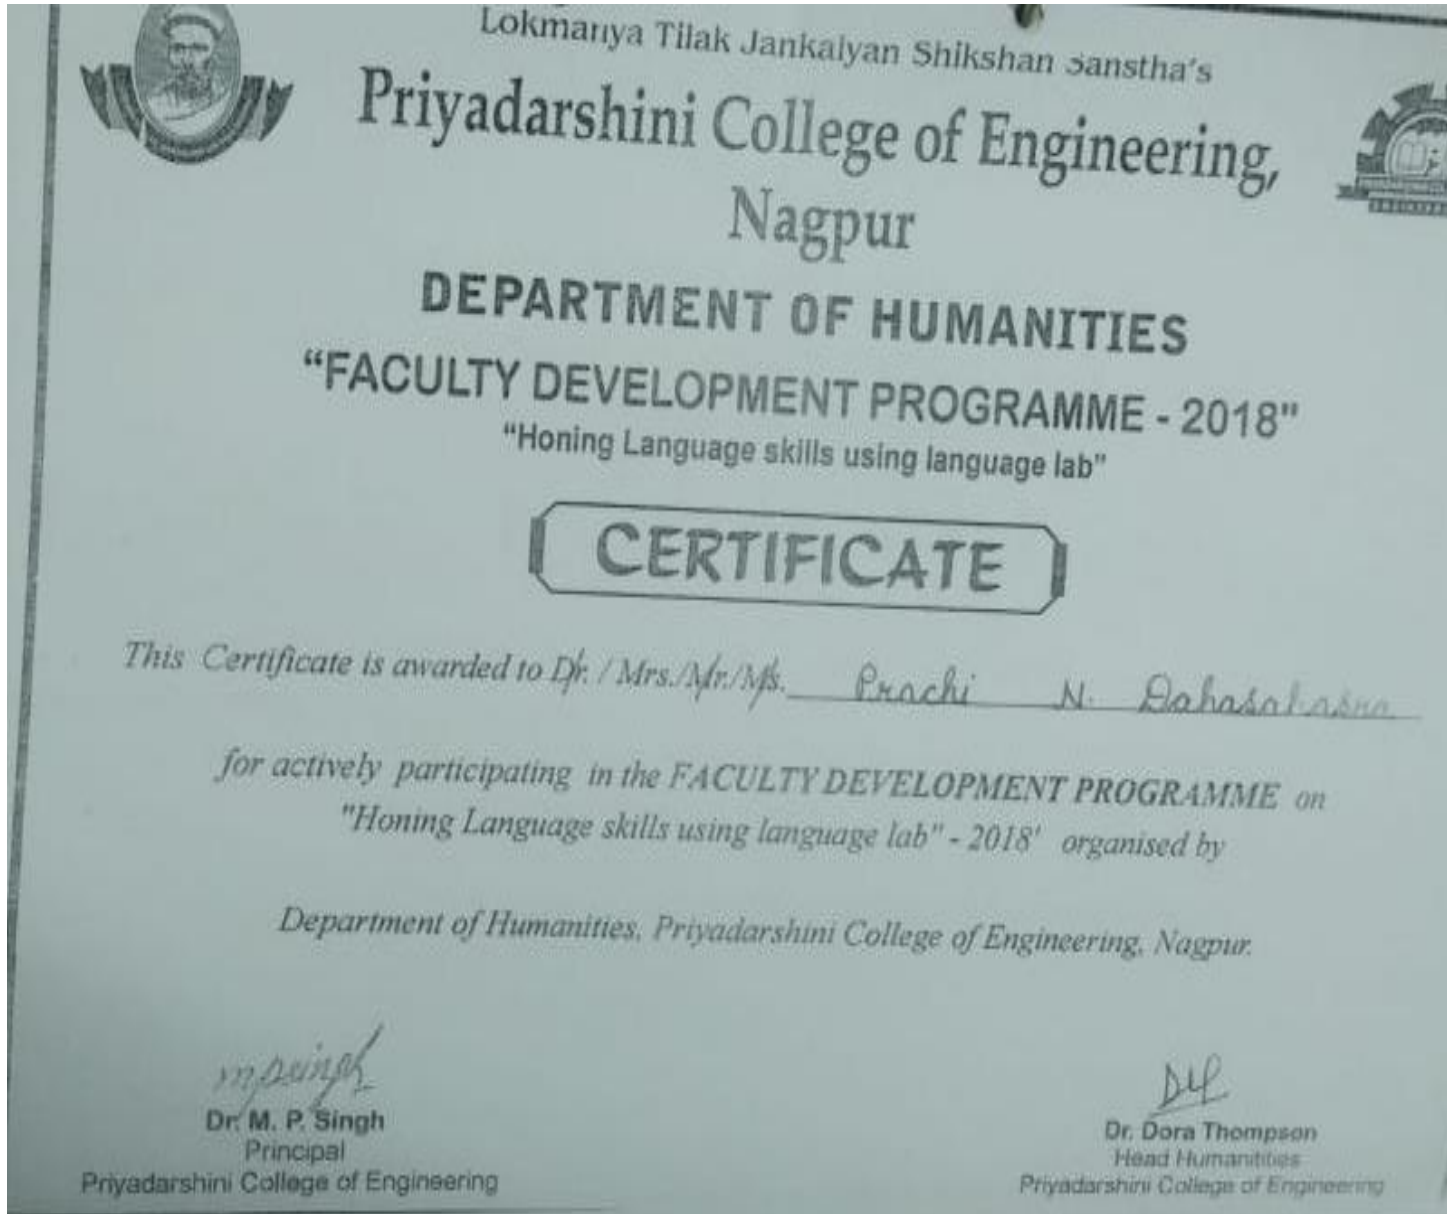 Lokmanya Tilak Jankalyan Shikshan Sanstha's
Priyadarshini College of Engineering,
Nagpur
DEPARTMENT OF HUMANITIES
“FACULTY DEVELOPMENT PROGRAMME - 2018"
“Honing Language skills using language lab”
CERTIFICATE
This Certificate is awarded to Dr. / Mrs./Mr./Ms. Prachi N. Dahasahasra
for actively participating in the FACULTY DEVELOPMENT PROGRAMME on
"Honing Language skills using language lab" - 2018' organised by
Department of Humanities, Priyadarshini College of Engineering, Nagpur.
mpsingh
Dr. M. P. Singh
Principal
Priyadarshini College of Engineering
Dr. Dora Thompson
Head Humanitities
Priyadarshini College of Engineering